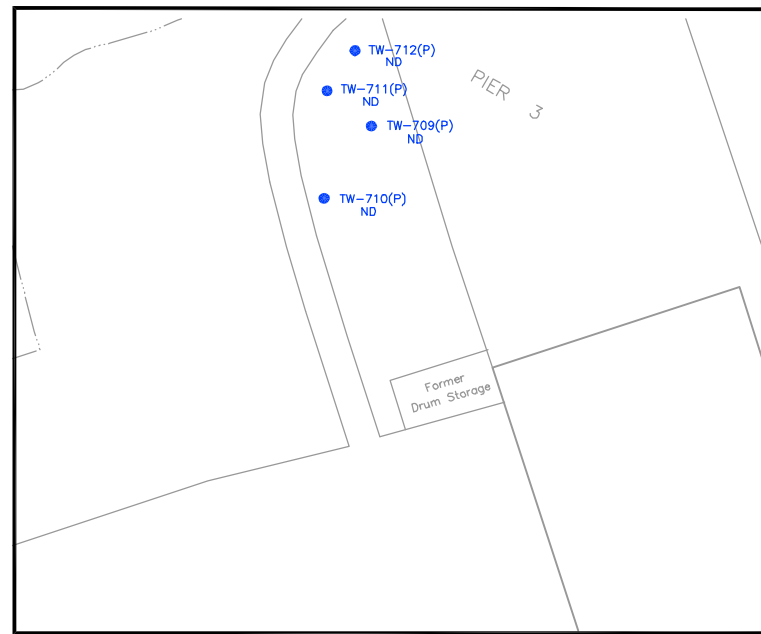 TW-712(P)
ND
TW-711(P)
ND
PIER 3
TW-709(P)
ND
TW-710(P)
ND
Former
Drum Storage